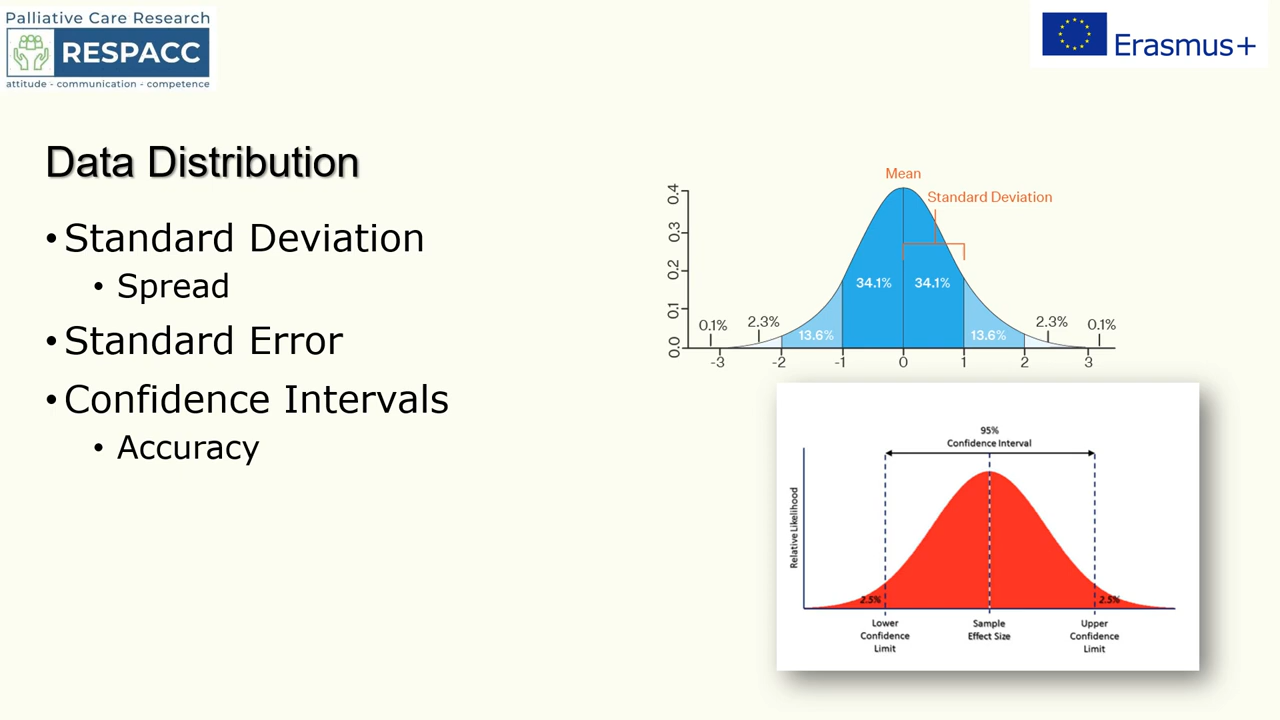 Palliative Care Research
RESPACC
attitude - communication - competence
Erasmus+
Data Distribution
• Standard Deviation
• Spread
• Standard Error
• Confidence Intervals
• Accuracy
Mean
Standard Deviation
0.4
0.3
0.2
0.1
0.0
34.1% 34.1%
0.1% 2.3% 13.6% 13.6% 2.3% 0.1%
-3 -2 -1 0 1 2 3
95%
Confidence Interval
Relative Likelihood
2.5% 2.5%
Lower
Confidence
Limit
Sample
Effect Size
Upper
Confidence
Limit